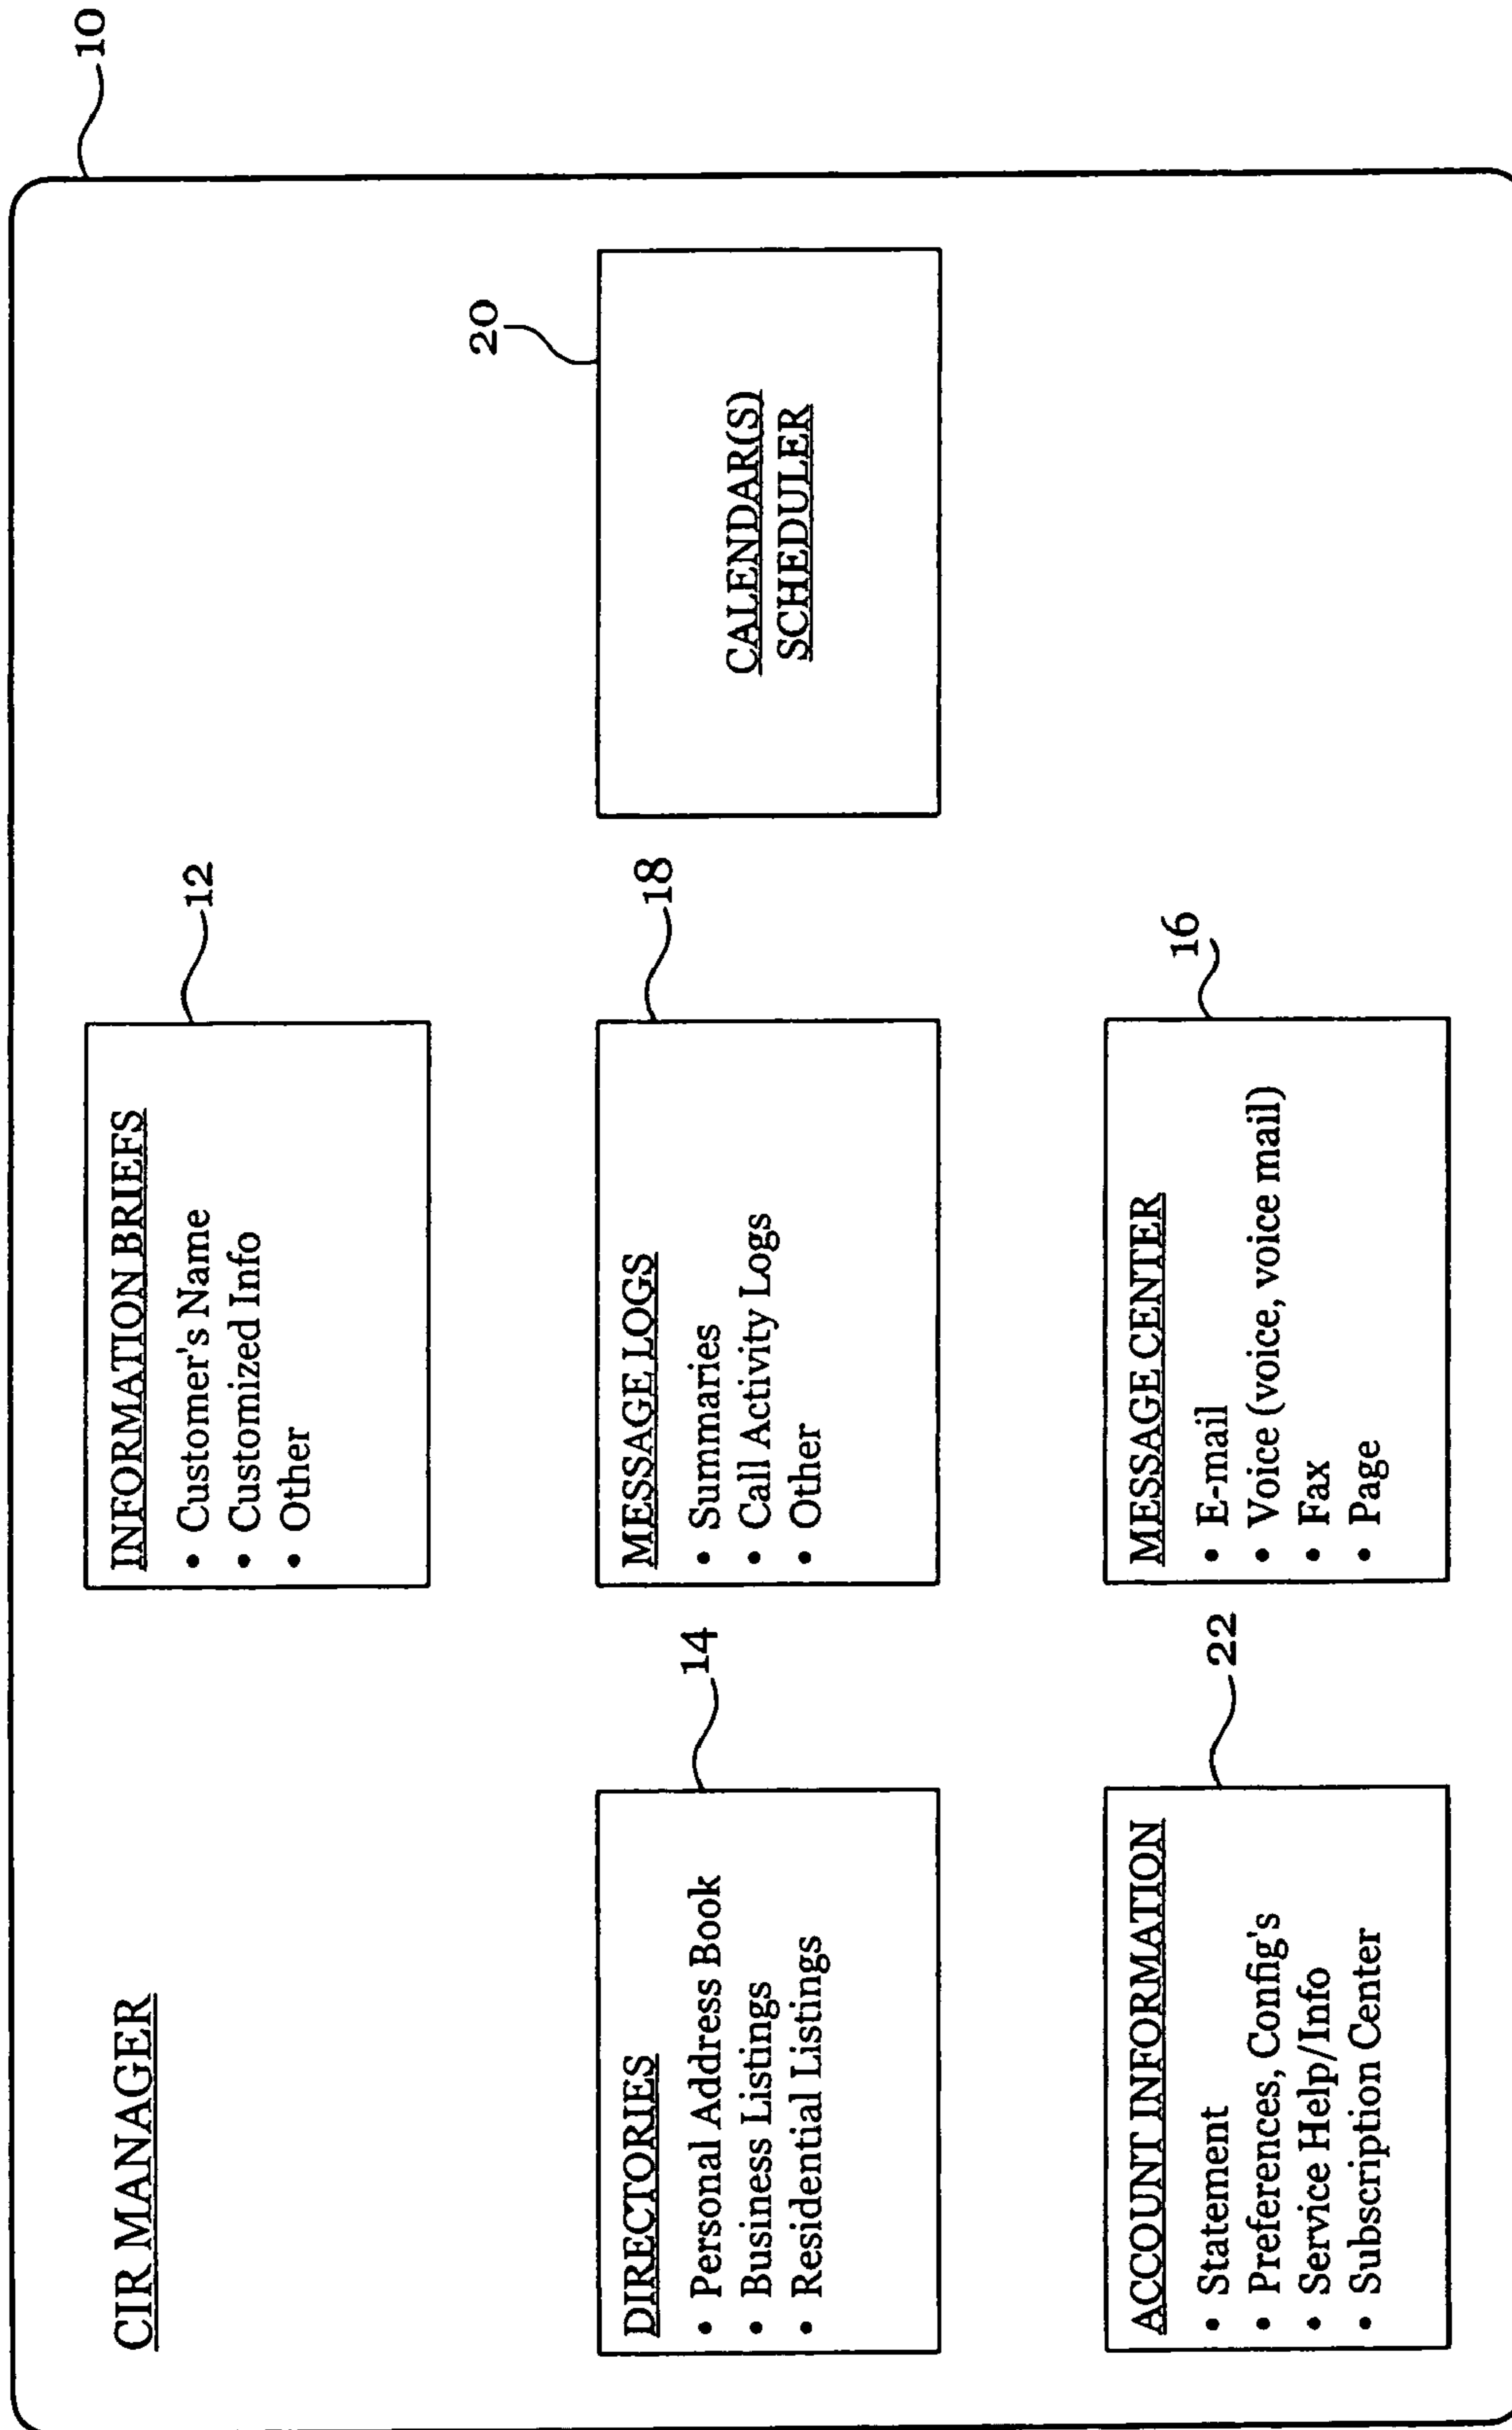 10
CIR MANAGER
12
INFORMATION BRIEFS
• Customer's Name
• Customized Info
• Other
14
DIRECTORIES
• Personal Address Book
• Business Listings
• Residential Listings
18
MESSAGE LOGS
• Summaries
• Call Activity Logs
• Other
20
CALENDAR(S)
SCHEDULER
22
ACCOUNT INFORMATION
• Statement
• Preferences, Config's
• Service Help/Info
• Subscription Center
16
MESSAGE CENTER
• E-mail
• Voice (voice, voice mail)
• Fax
• Page